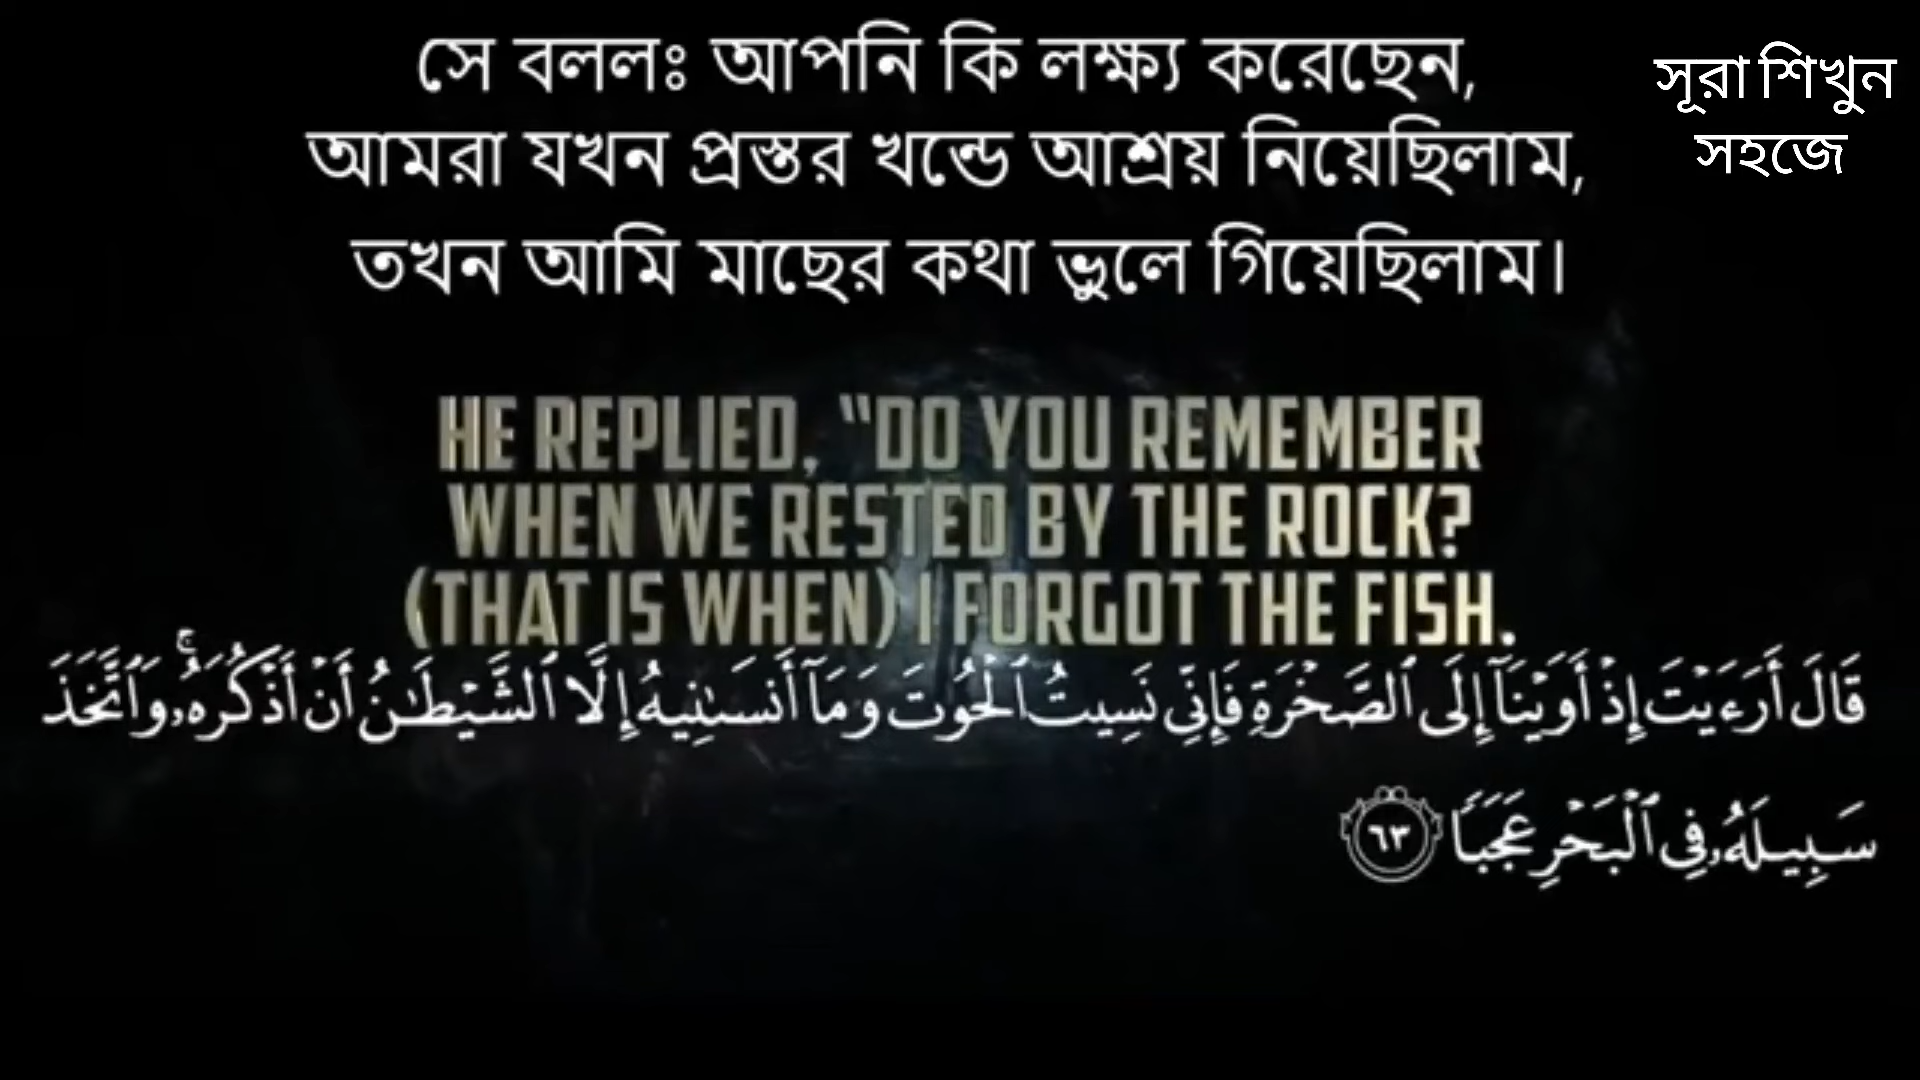 সে বললঃ আপনি কি লক্ষ্য করেছেন,
আমরা যখন প্রস্তর খন্ডে আশ্রয় নিয়েছিলাম,
তখন আমি মাছের কথা ভুলে গিয়েছিলাম।
সূরা শিখুন
সহজে
HE REPLIED, “DO YOU REMEMBER
WHEN WE RESTED BY THE ROCK?
(THAT IS WHEN) I FORGOT THE FISH.
قَالَ أَرَءَيْتَ إِذْ أَوَيْنَآ إِلَى ٱلصَّخْرَةِ فَإِنِّى نَسِيتُ ٱلْحُوتَ وَمَآ أَنسَىٰنِيهُ إِلَّا ٱلشَّيْطَٰنُ أَنْ أَذْكُرَهُۥ ۚ وَٱتَّخَذَ
سَبِيلَهُۥ فِى ٱلْبَحْرِ عَجَبًا ٦٣